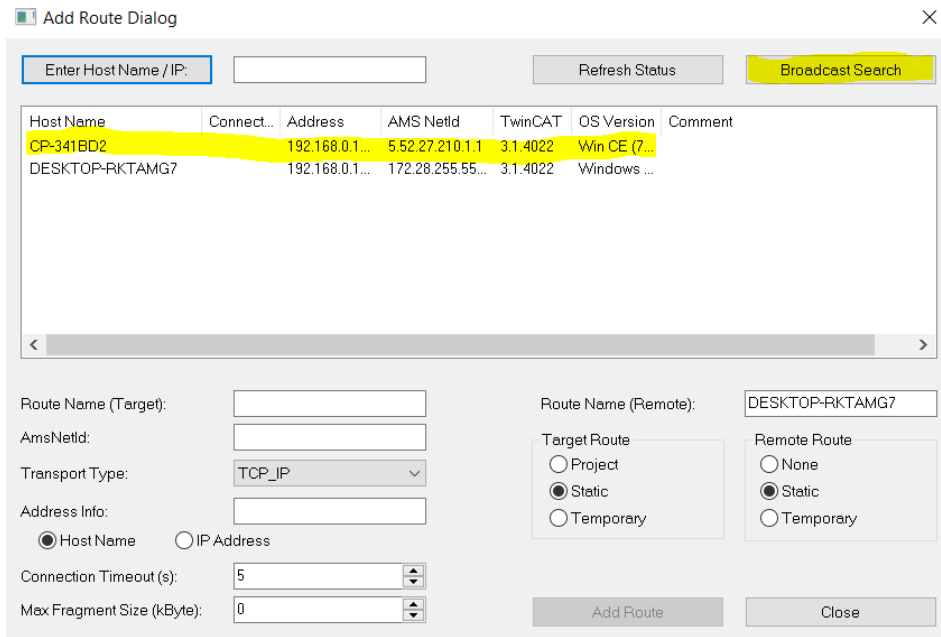 Add Route Dialog
Enter Host Name / IP: Refresh Status Broadcast Search
Host Name Connect... Address AMS NetId TwinCAT OS Version Comment
CP-341BD2 192.168.0.1... 5.52.27.210.1.1 3.1.4022 Win CE (7...
DESKTOP-RKTAMG7 192.168.0.1... 172.28.255.55... 3.1.4022 Windows ...
Route Name (Target): Route Name (Remote): DESKTOP-RKTAMG7
AmsNetId: Target Route Remote Route
Project None
Transport Type: TCP_IP
Static Static
Address Info:
Temporary Temporary
Host Name IP Address
Connection Timeout (s): 5
Max Fragment Size (kByte): 0 Add Route Close